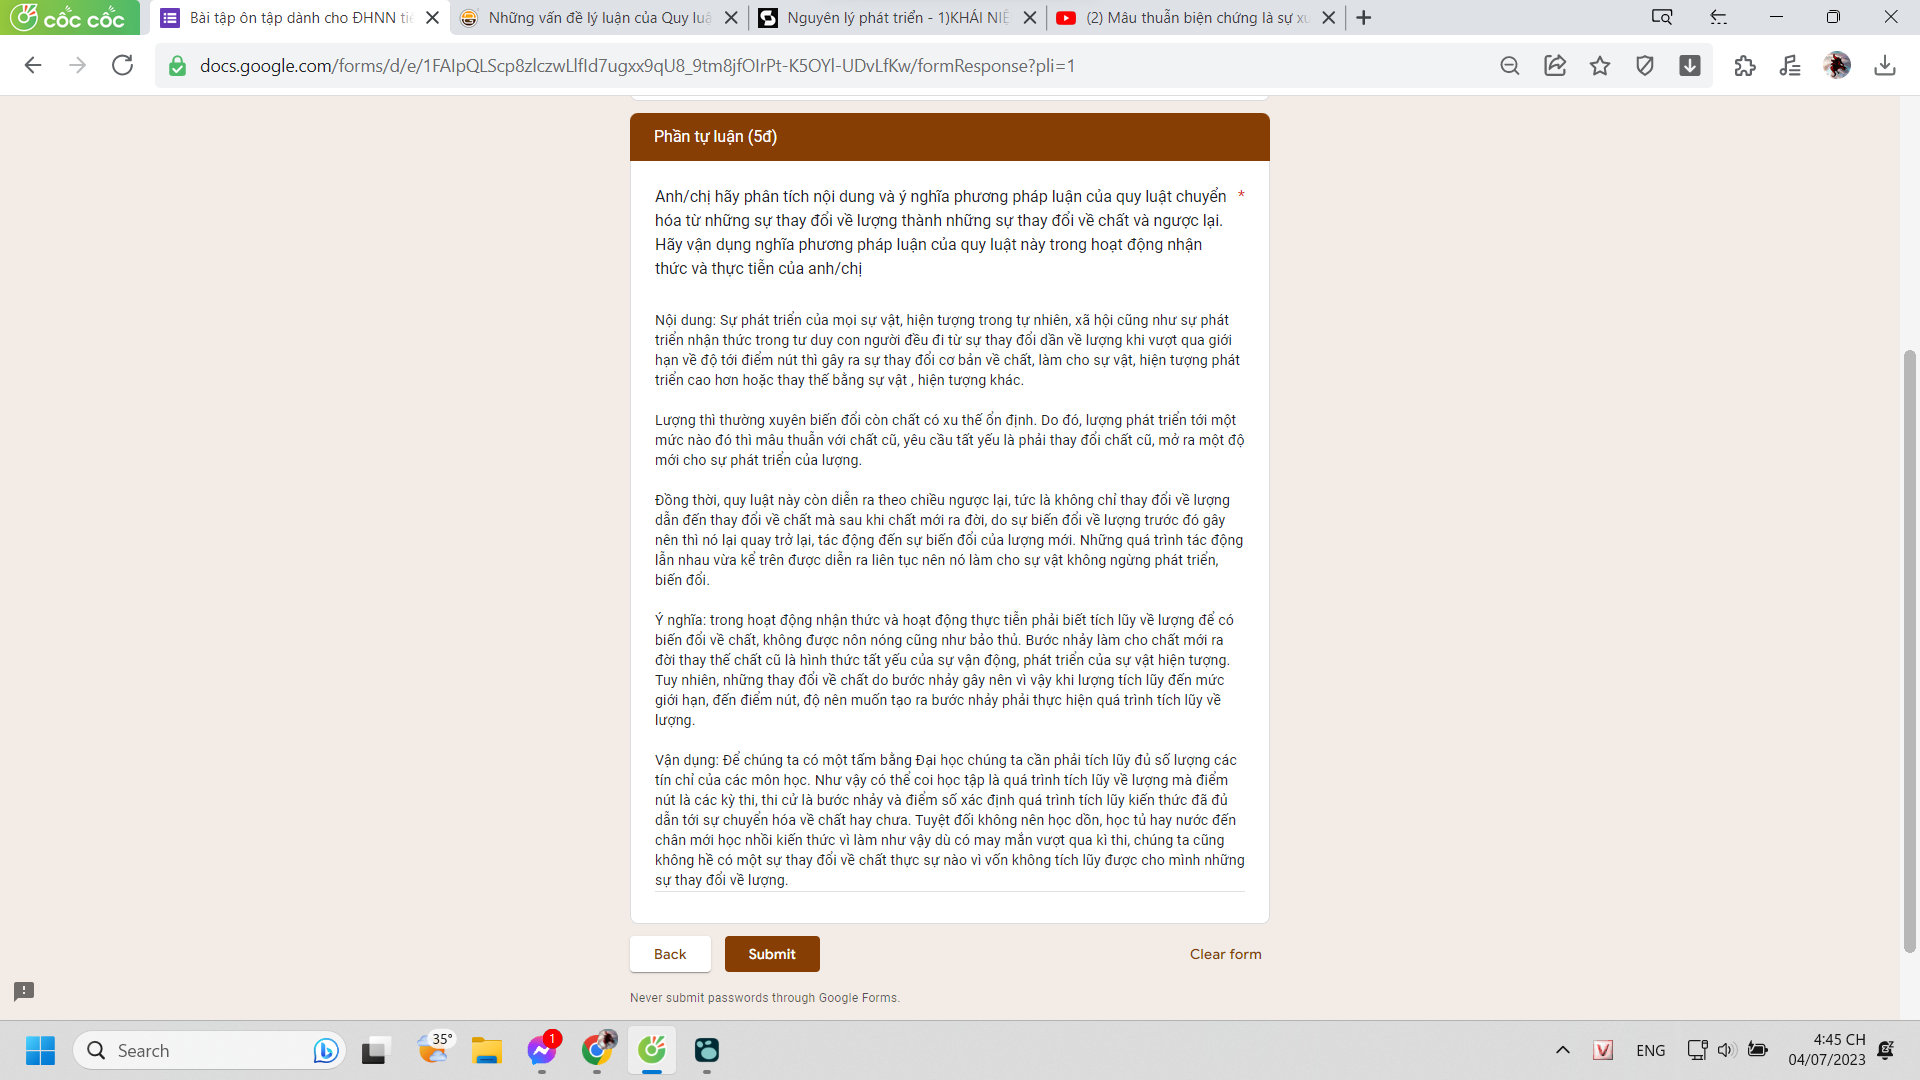 cốc cốc
Bài tập ôn tập dành cho ĐHNN tiế
Những vấn đề lý luận của Quy luậ
Nguyên lý phát triển - 1)KHÁI NIỆ
(2) Mâu thuẫn biện chứng là sự xu
docs.google.com/forms/d/e/1FAIpQLScp8zlczwLlfId7ugxx9qU8_9tm8jfOIrPt-K5OYl-UDvLfKw/formResponse?pli=1
Phần tự luận (5đ)
Anh/chị hãy phân tích nội dung và ý nghĩa phương pháp luận của quy luật chuyển *
hóa từ những sự thay đổi về lượng thành những sự thay đổi về chất và ngược lại.
Hãy vận dụng nghĩa phương pháp luận của quy luật này trong hoạt động nhận
thức và thực tiễn của anh/chị
Nội dung: Sự phát triển của mọi sự vật, hiện tượng trong tự nhiên, xã hội cũng như sự phát
triển nhận thức trong tư duy con người đều đi từ sự thay đổi dần về lượng khi vượt qua giới
hạn về độ tới điểm nút thì gây ra sự thay đổi cơ bản về chất, làm cho sự vật, hiện tượng phát
triển cao hơn hoặc thay thế bằng sự vật , hiện tượng khác.
Lượng thì thường xuyên biến đổi còn chất có xu thế ổn định. Do đó, lượng phát triển tới một
mức nào đó thì mâu thuẫn với chất cũ, yêu cầu tất yếu là phải thay đổi chất cũ, mở ra một độ
mới cho sự phát triển của lượng.
Đồng thời, quy luật này còn diễn ra theo chiều ngược lại, tức là không chỉ thay đổi về lượng
dẫn đến thay đổi về chất mà sau khi chất mới ra đời, do sự biến đổi về lượng trước đó gây
nên thì nó lại quay trở lại, tác động đến sự biến đổi của lượng mới. Những quá trình tác động
lẫn nhau vừa kể trên được diễn ra liên tục nên nó làm cho sự vật không ngừng phát triển,
biến đổi.
Ý nghĩa: trong hoạt động nhận thức và hoạt động thực tiễn phải biết tích lũy về lượng để có
biến đổi về chất, không được nôn nóng cũng như bảo thủ. Bước nhảy làm cho chất mới ra
đời thay thế chất cũ là hình thức tất yếu của sự vận động, phát triển của sự vật hiện tượng.
Tuy nhiên, những thay đổi về chất do bước nhảy gây nên vì vậy khi lượng tích lũy đến mức
giới hạn, đến điểm nút, độ nên muốn tạo ra bước nhảy phải thực hiện quá trình tích lũy về
lượng.
Vận dụng: Để chúng ta có một tấm bằng Đại học chúng ta cần phải tích lũy đủ số lượng các
tín chỉ của các môn học. Như vậy có thể coi học tập là quá trình tích lũy về lượng mà điểm
nút là các kỳ thi, thi cử là bước nhảy và điểm số xác định quá trình tích lũy kiến thức đã đủ
dẫn tới sự chuyển hóa về chất hay chưa. Tuyệt đối không nên học dồn, học tủ hay nước đến
chân mới học nhồi kiến thức vì làm như vậy dù có may mắn vượt qua kì thi, chúng ta cũng
không hề có một sự thay đổi về chất thực sự nào vì vốn không tích lũy được cho mình những
sự thay đổi về lượng.
Back
Submit
Clear form
Never submit passwords through Google Forms.
Search
35°
1
ENG
4:45 CH
04/07/2023